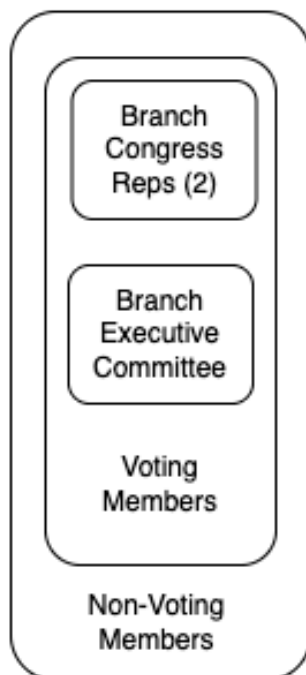 Branch
Congress
Reps (2)
Branch
Executive
Committee
Voting
Members
Non-Voting
Members